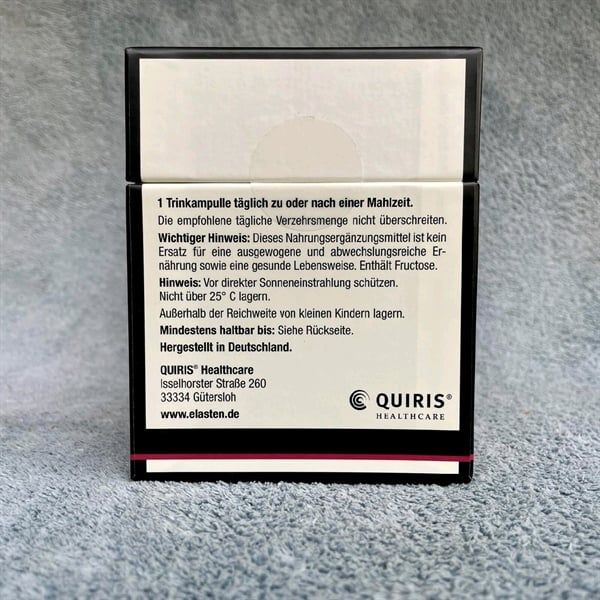 1 Trinkampulle täglich zu oder nach einer Mahlzeit.
Die empfohlene tägliche Verzehrsmenge nicht überschreiten.
Wichtiger Hinweis: Dieses Nahrungsergänzungsmittel ist kein
Ersatz für eine ausgewogene und abwechslungsreiche Er-
nährung sowie eine gesunde Lebensweise. Enthält Fructose.
Hinweis: Vor direkter Sonneneinstrahlung schützen.
Nicht über 25° C lagern.
Außerhalb der Reichweite von kleinen Kindern lagern.
Mindestens haltbar bis: Siehe Rückseite.
Hergestellt in Deutschland.
QUIRIS® Healthcare
Isselhorster Straße 260
33334 Gütersloh
www.elasten.de
QUIRIS®
HEALTHCARE